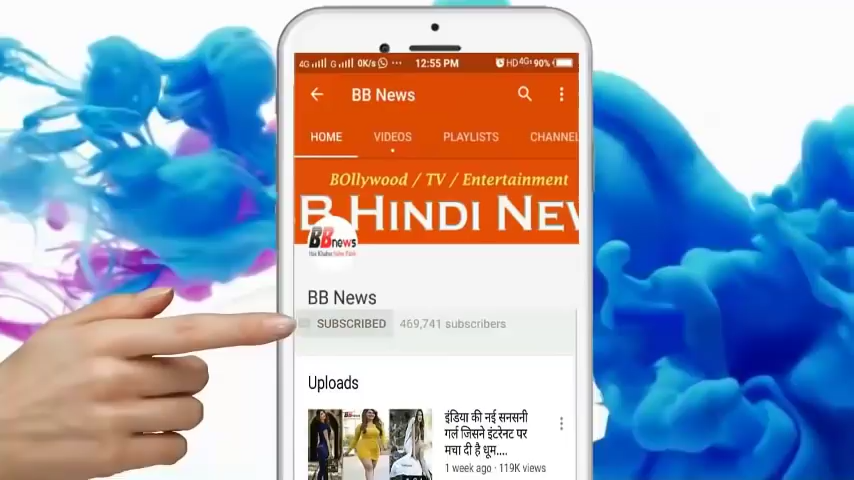 4G G 0K/s 12:55 PM HD 4G+ 90%
BB News
HOME VIDEOS PLAYLISTS CHANNEL
BOllywood / TV / Entertainment
BB HINDI NEW
BBnews
BB News
SUBSCRIBED 469,741 subscribers
Uploads
इंडिया की नई सनसनी
गर्ल जिसने इंटरनेट पर
मचा दी है धूम....
1 week ago · 119K views